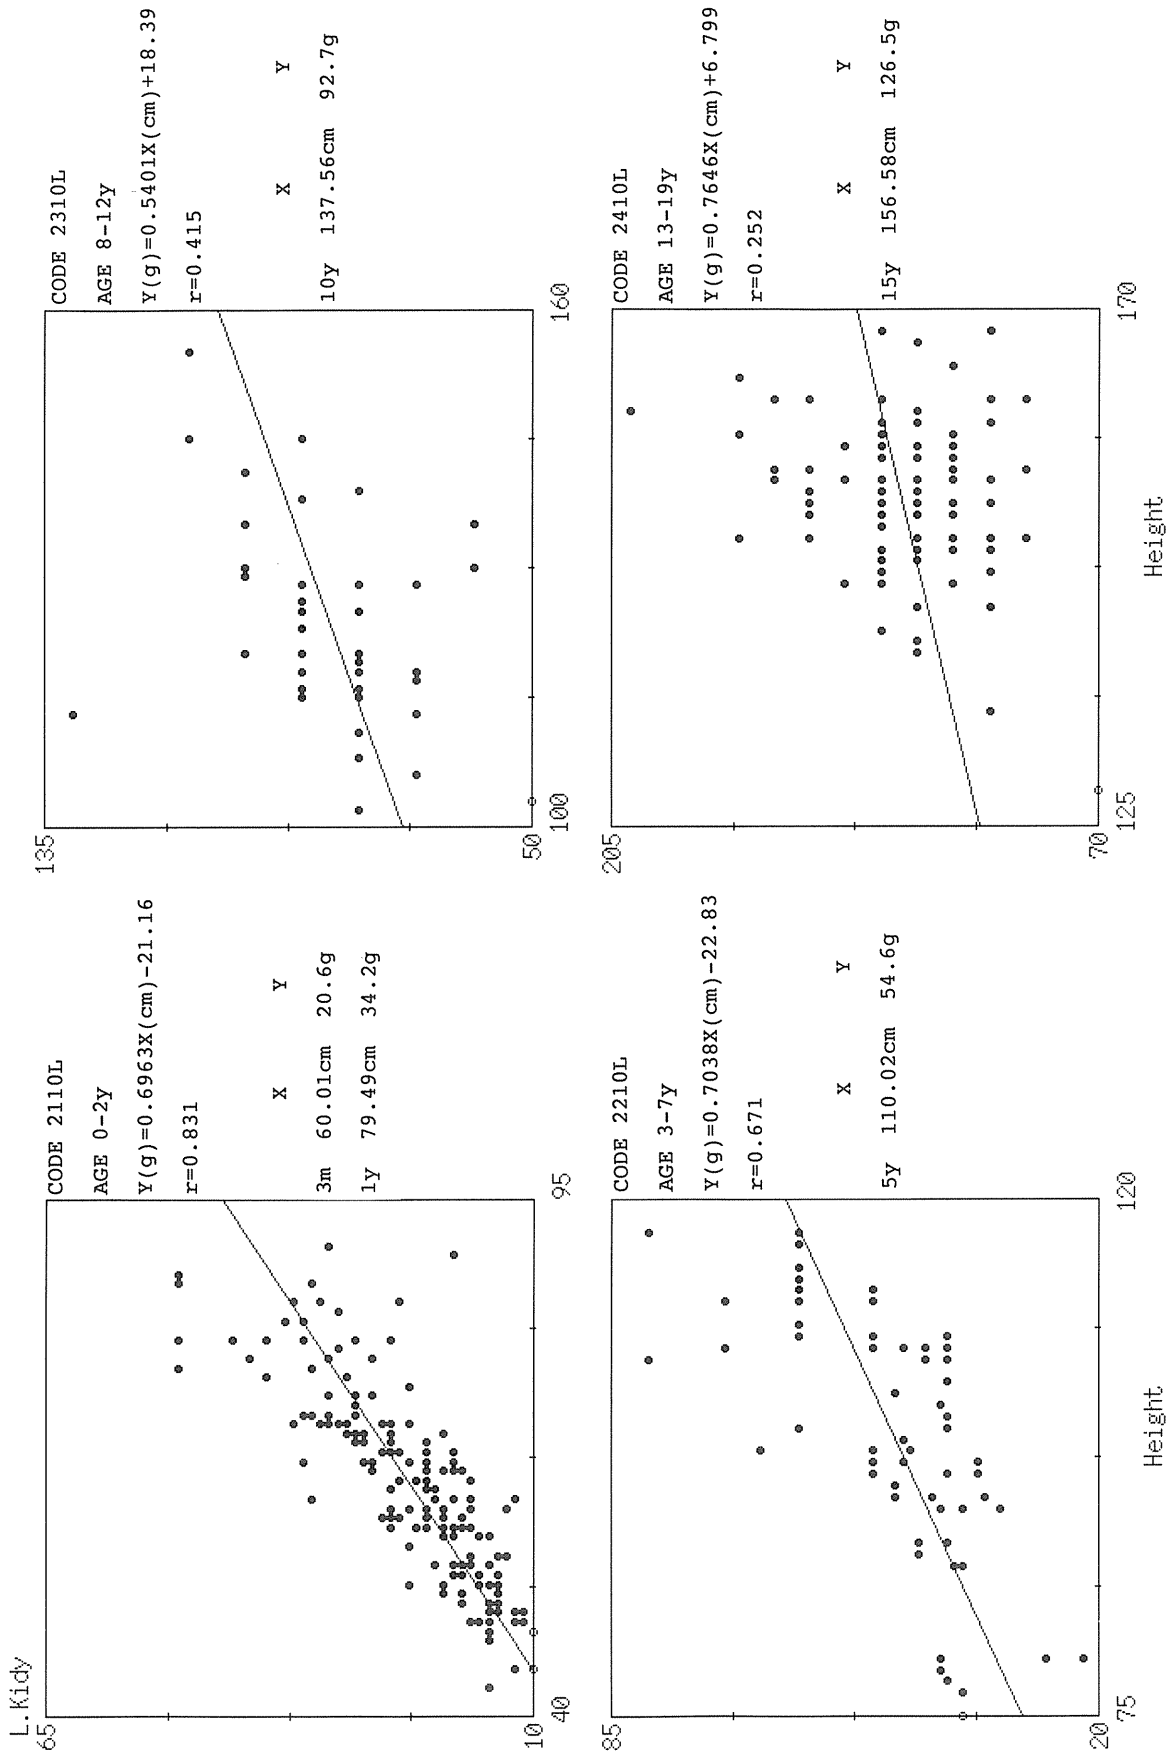 L.Kidy
65
10
40
95
CODE 2110L
AGE 0-2y
Y(g)=0.6963X(cm)-21.16
r=0.831
X Y
3m 60.01cm 20.6g
1y 79.49cm 34.2g
135
50
100
160
CODE 2310L
AGE 8-12y
Y(g)=0.5401X(cm)+18.39
r=0.415
X Y
10y 137.56cm 92.7g
85
20
75
120
Height
CODE 2210L
AGE 3-7y
Y(g)=0.7038X(cm)-22.83
r=0.671
X Y
5y 110.02cm 54.6g
205
70
125
170
Height
CODE 2410L
AGE 13-19y
Y(g)=0.7646X(cm)+6.799
r=0.252
X Y
15y 156.58cm 126.5g